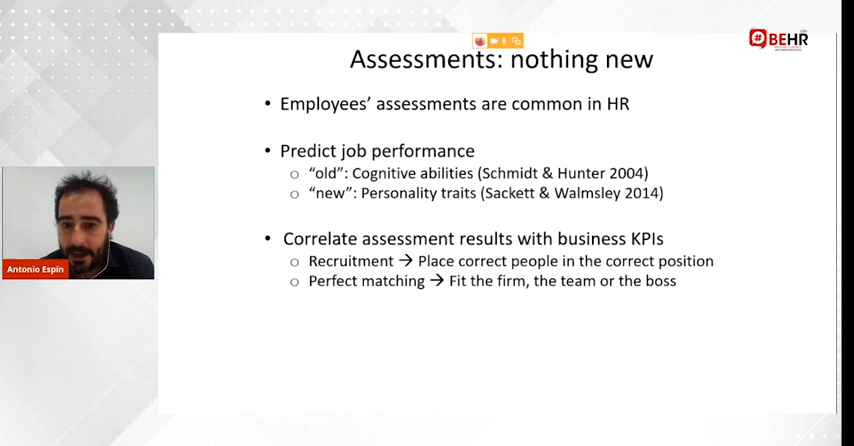 #BEHR
Assessments: nothing new
• Employees’ assessments are common in HR
• Predict job performance
o “old”: Cognitive abilities (Schmidt & Hunter 2004)
o “new”: Personality traits (Sackett & Walmsley 2014)
• Correlate assessment results with business KPIs
o Recruitment → Place correct people in the correct position
o Perfect matching → Fit the firm, the team or the boss
Antonio Espín